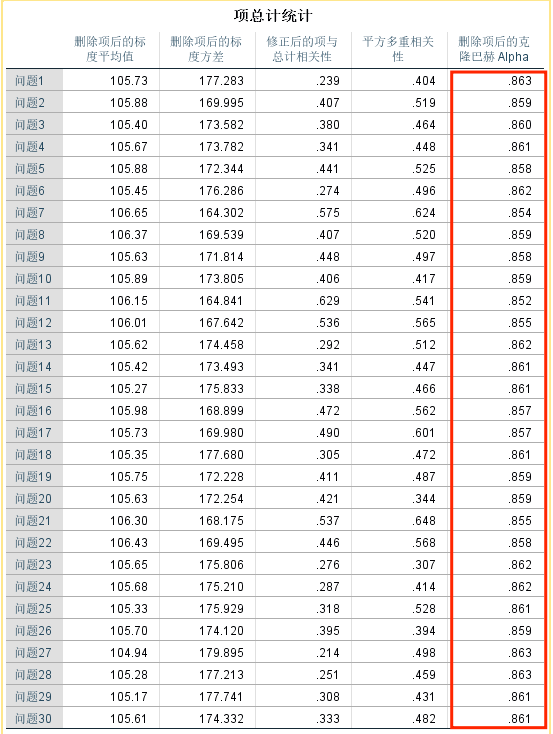 项总计统计
删除项后的标度平均值 删除项后的标度方差 修正后的项与总计相关性 平方多重相关性 删除项后的克隆巴赫 Alpha
问题1 105.73 177.283 .239 .404 .863
问题2 105.88 169.995 .407 .519 .859
问题3 105.40 173.582 .380 .464 .860
问题4 105.67 173.782 .341 .448 .861
问题5 105.88 172.344 .441 .525 .858
问题6 105.45 176.286 .274 .496 .862
问题7 106.65 164.302 .575 .624 .854
问题8 106.37 169.539 .407 .520 .859
问题9 105.63 171.814 .448 .497 .858
问题10 105.89 173.805 .406 .417 .859
问题11 106.15 164.841 .629 .541 .852
问题12 106.01 167.642 .536 .565 .855
问题13 105.62 174.458 .292 .512 .862
问题14 105.42 173.493 .341 .447 .861
问题15 105.27 175.833 .338 .466 .861
问题16 105.98 168.899 .472 .562 .857
问题17 105.73 169.980 .490 .601 .857
问题18 105.35 177.680 .305 .472 .861
问题19 105.75 172.228 .411 .487 .859
问题20 105.63 172.254 .421 .344 .859
问题21 106.30 168.175 .537 .648 .855
问题22 106.43 169.495 .446 .568 .858
问题23 105.65 175.806 .276 .307 .862
问题24 105.68 175.210 .287 .414 .862
问题25 105.33 175.929 .318 .528 .861
问题26 105.70 174.120 .395 .394 .859
问题27 104.94 179.895 .214 .498 .863
问题28 105.28 177.213 .251 .459 .863
问题29 105.17 177.741 .308 .431 .861
问题30 105.61 174.332 .333 .482 .861